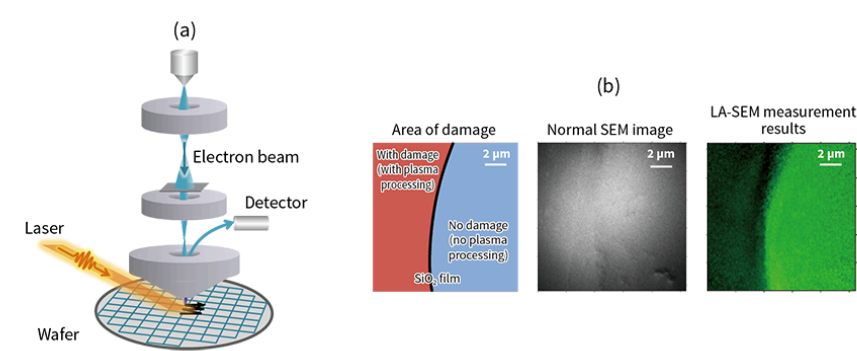 (a)
Electron beam
Detector
Laser
Wafer
(b)
Area of damage
With damage
(with plasma
processing)
2 μm
No damage
(no plasma
processing)
SiO₂ film
Normal SEM image
2 μm
LA-SEM measurement
results
2 μm